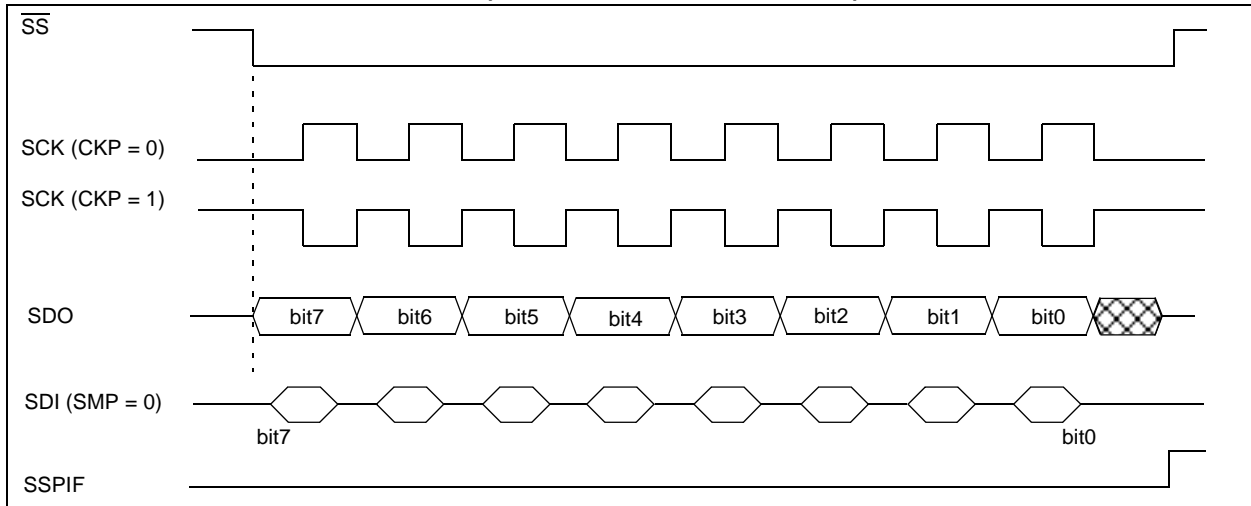 SS
SCK (CKP = 0)
SCK (CKP = 1)
SDO bit7 bit6 bit5 bit4 bit3 bit2 bit1 bit0
SDI (SMP = 0)
bit7 bit0
SSPIF